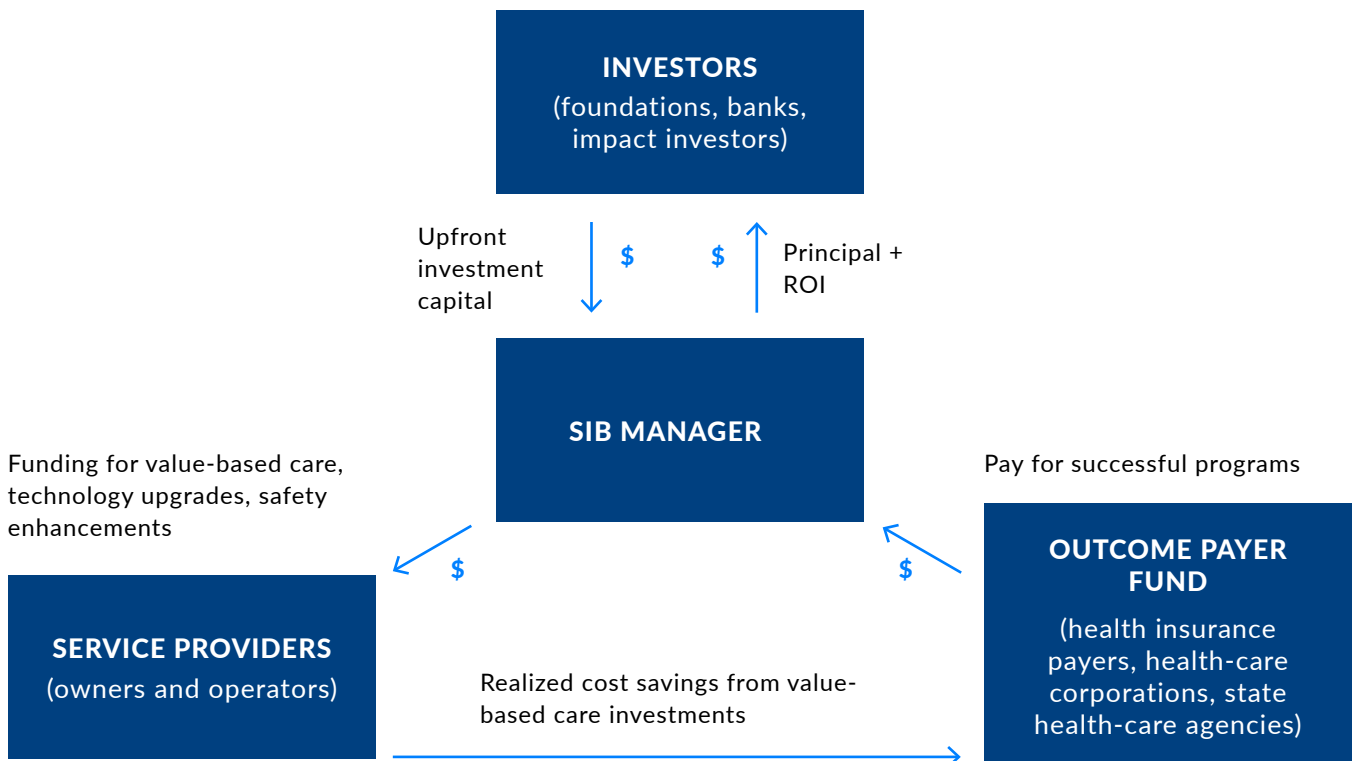 INVESTORS
(foundations, banks,
impact investors)
Upfront
investment
capital
$
$
Principal +
ROI
SIB MANAGER
Funding for value-based care,
technology upgrades, safety
enhancements
$
SERVICE PROVIDERS
(owners and operators)
Pay for successful programs
$
OUTCOME PAYER
FUND
(health insurance
payers, health-care
corporations, state
health-care agencies)
Realized cost savings from value-
based care investments